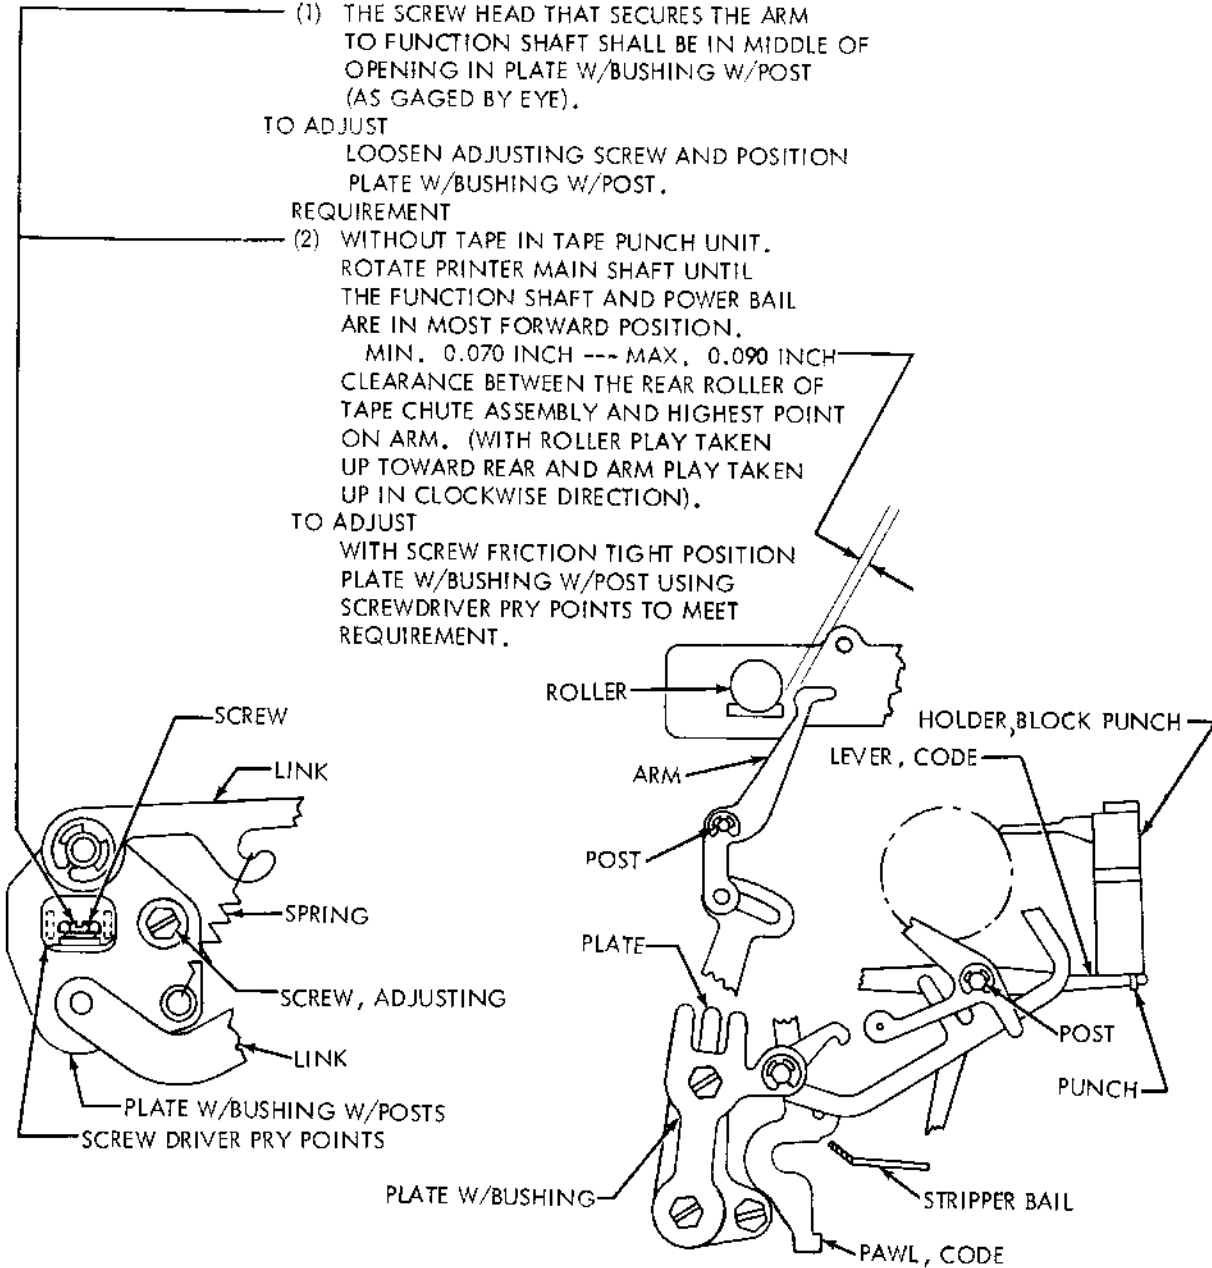 (1) THE SCREW HEAD THAT SECURES THE ARM
TO FUNCTION SHAFT SHALL BE IN MIDDLE OF
OPENING IN PLATE W/BUSHING W/POST
(AS GAGED BY EYE).
TO ADJUST
LOOSEN ADJUSTING SCREW AND POSITION
PLATE W/BUSHING W/POST.
REQUIREMENT
(2) WITHOUT TAPE IN TAPE PUNCH UNIT.
ROTATE PRINTER MAIN SHAFT UNTIL
THE FUNCTION SHAFT AND POWER BAIL
ARE IN MOST FORWARD POSITION.
MIN. 0.070 INCH --- MAX. 0.090 INCH
CLEARANCE BETWEEN THE REAR ROLLER OF
TAPE CHUTE ASSEMBLY AND HIGHEST POINT
ON ARM. (WITH ROLLER PLAY TAKEN
UP TOWARD REAR AND ARM PLAY TAKEN
UP IN CLOCKWISE DIRECTION).
TO ADJUST
WITH SCREW FRICTION TIGHT POSITION
PLATE W/BUSHING W/POST USING
SCREWDRIVER PRY POINTS TO MEET
REQUIREMENT.
SCREW
LINK
SPRING
SCREW, ADJUSTING
LINK
PLATE W/BUSHING W/POSTS
SCREW DRIVER PRY POINTS
ROLLER
ARM
POST
HOLDER, BLOCK PUNCH
LEVER, CODE
PLATE
POST
PUNCH
PLATE W/BUSHING
STRIPPER BAIL
PAWL, CODE